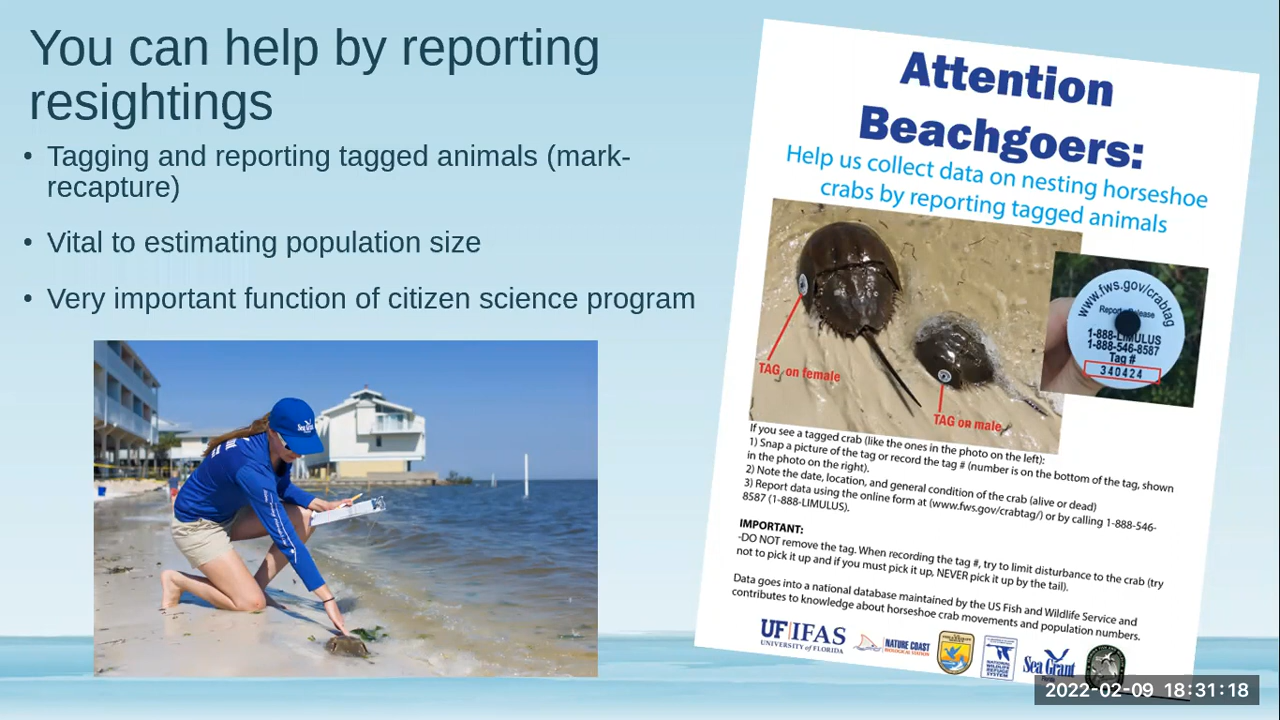 You can help by reporting
resightings
• Tagging and reporting tagged animals (mark-
recapture)
• Vital to estimating population size
• Very important function of citizen science program
Attention
Beachgoers:
Help us collect data on nesting horseshoe
crabs by reporting tagged animals
TAG on female
TAG on male
www.fws.gov/crabtag
Report Release
1-888-LIMULUS
1-888-546-8587
Tag #
340424
If you see a tagged crab (like the ones in the photo on the left):
1) Snap a picture of the tag or record the tag # (number is on the bottom of the tag, shown
in the photo on the right).
2) Note the date, location, and general condition of the crab (alive or dead)
3) Report data using the online form at (www.fws.gov/crabtag/) or by calling 1-888-546-
8587 (1-888-LIMULUS).
IMPORTANT:
-DO NOT remove the tag. When recording the tag #, try to limit disturbance to the crab (try
not to pick it up and if you must pick it up, NEVER pick it up by the tail).
Data goes into a national database maintained by the US Fish and Wildlife Service and
contributes to knowledge about horseshoe crab movements and population numbers.
UF|IFAS
UNIVERSITY of FLORIDA
NATURE COAST
BIOLOGICAL STATION
NATIONAL
WILDLIFE
REFUGE
SYSTEM
Sea Grant
Florida
Sea Grant
2022-02-09 18:31:18